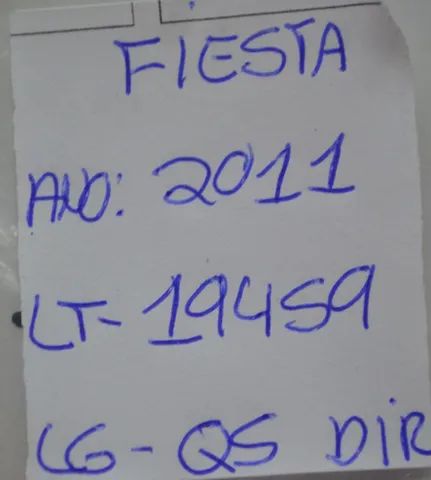 FIESTA
ANO: 2011
LT-19459
LG-QS DIR